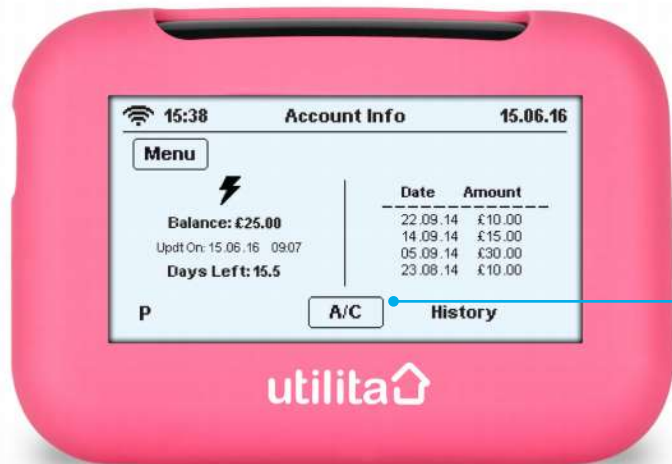 15:38 Account Info 15.06.16
Menu
Balance: £25.00
Updt On: 15.06.16 09:07
Days Left: 15.5
Date Amount
22.09.14 £10.00
14.09.14 £15.00
05.09.14 £30.00
23.08.14 £10.00
P A/C History
utilita